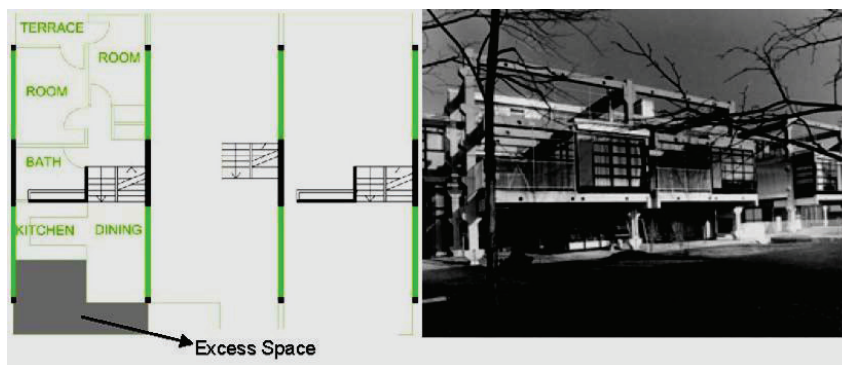 TERRACE
ROOM
ROOM
BATH
KITCHEN DINING
Excess Space